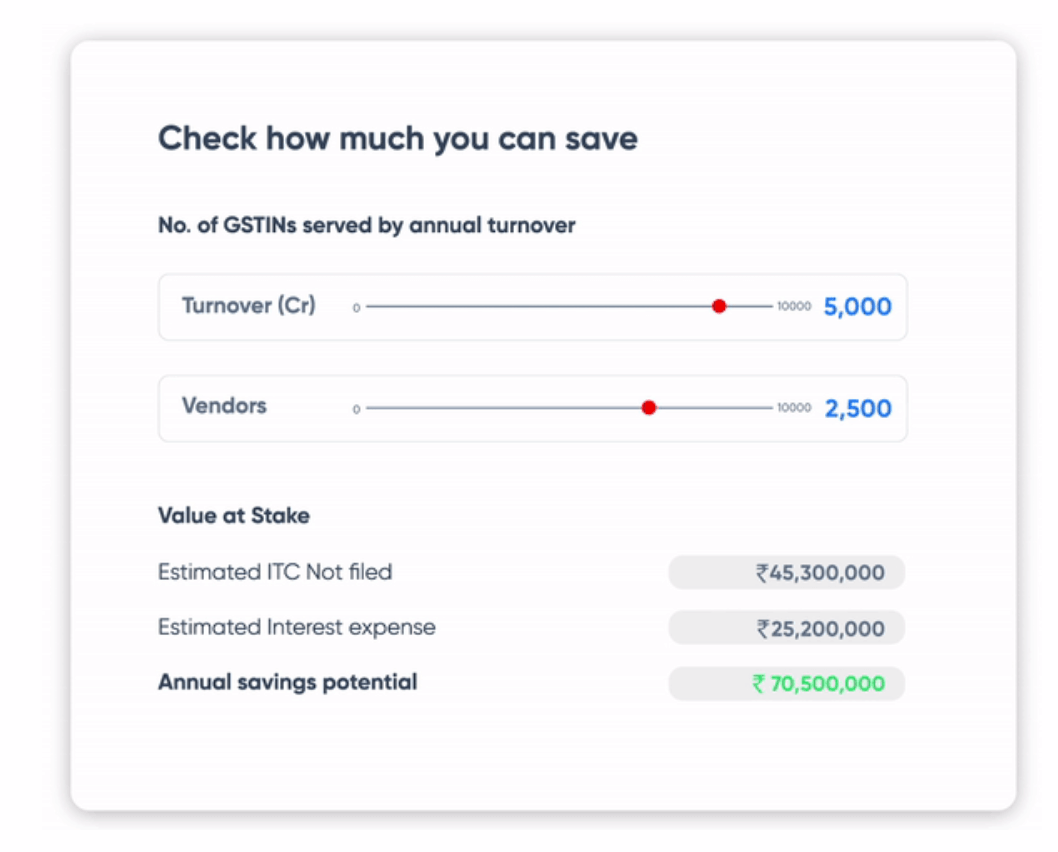 Check how much you can save
No. of GSTINs served by annual turnover
Turnover (Cr) 0 10000 5,000
Vendors 0 10000 2,500
Value at Stake
Estimated ITC Not filed ₹45,300,000
Estimated Interest expense ₹25,200,000
Annual savings potential ₹ 70,500,000